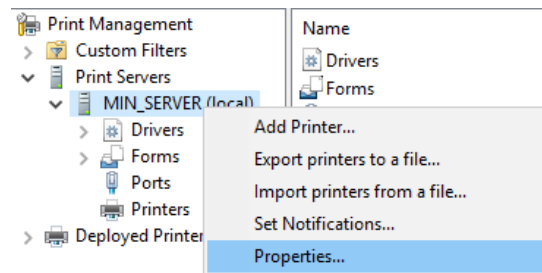 Print Management
Custom Filters
Print Servers
MIN_SERVER (local)
Drivers
Forms
Ports
Printers
Deployed Printer
Name
Drivers
Forms
Add Printer...
Export printers to a file...
Import printers from a file...
Set Notifications...
Properties...